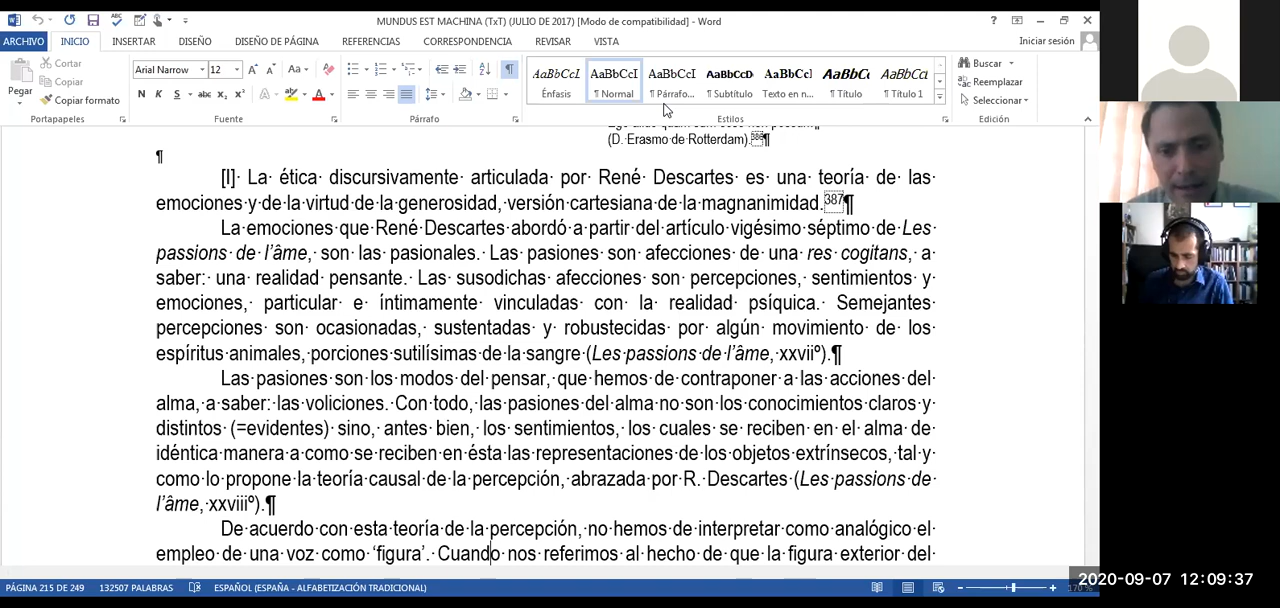 MUNDUS EST MACHINA (TxT) (JULIO DE 2017) [Modo de compatibilidad] - Word
ARCHIVO INICIO INSERTAR DISEÑO DISEÑO DE PÁGINA REFERENCIAS CORRESPONDENCIA REVISAR VISTA Iniciar sesión
Pegar
Cortar
Copiar
Copiar formato
Portapapeles
Arial Narrow 12
N K S abc x₂ x²
Fuente
Párrafo
AaBbCcI AaBbCcI AaBbCcI AaBbCcD AaBbCcI AaBbC AaBbCcI
Énfasis ¶ Normal ¶ Párrafo... ¶ Subtítulo Texto en n... ¶ Título ¶ Título 1
Estilos
Buscar
Reemplazar
Seleccionar
Edición
(D. Erasmo de Rotterdam).386¶
¶
[I] La ética discursivamente articulada por René Descartes es una teoría de las
emociones y de la virtud de la generosidad, versión cartesiana de la magnanimidad.387¶
La emociones que René Descartes abordó a partir del artículo vigésimo séptimo de Les
passions de l'âme, son las pasionales. Las pasiones son afecciones de una res cogitans, a
saber: una realidad pensante. Las susodichas afecciones son percepciones, sentimientos y
emociones, particular e íntimamente vinculadas con la realidad psíquica. Semejantes
percepciones son ocasionadas, sustentadas y robustecidas por algún movimiento de los
espíritus animales, porciones sutilísimas de la sangre (Les passions de l'âme, xxviiº).¶
Las pasiones son los modos del pensar, que hemos de contraponer a las acciones del
alma, a saber: las voliciones. Con todo, las pasiones del alma no son los conocimientos claros y
distintos (=evidentes) sino, antes bien, los sentimientos, los cuales se reciben en el alma de
idéntica manera a como se reciben en ésta las representaciones de los objetos extrínsecos, tal y
como lo propone la teoría causal de la percepción, abrazada por R. Descartes (Les passions de
l'âme, xxviiiº).¶
De acuerdo con esta teoría de la percepción, no hemos de interpretar como analógico el
empleo de una voz como 'figura'. Cuando nos referimos al hecho de que la figura exterior del
PÁGINA 215 DE 249 132507 PALABRAS ESPAÑOL (ESPAÑA - ALFABETIZACIÓN TRADICIONAL) 170 %
2020-09-07 12:09:37